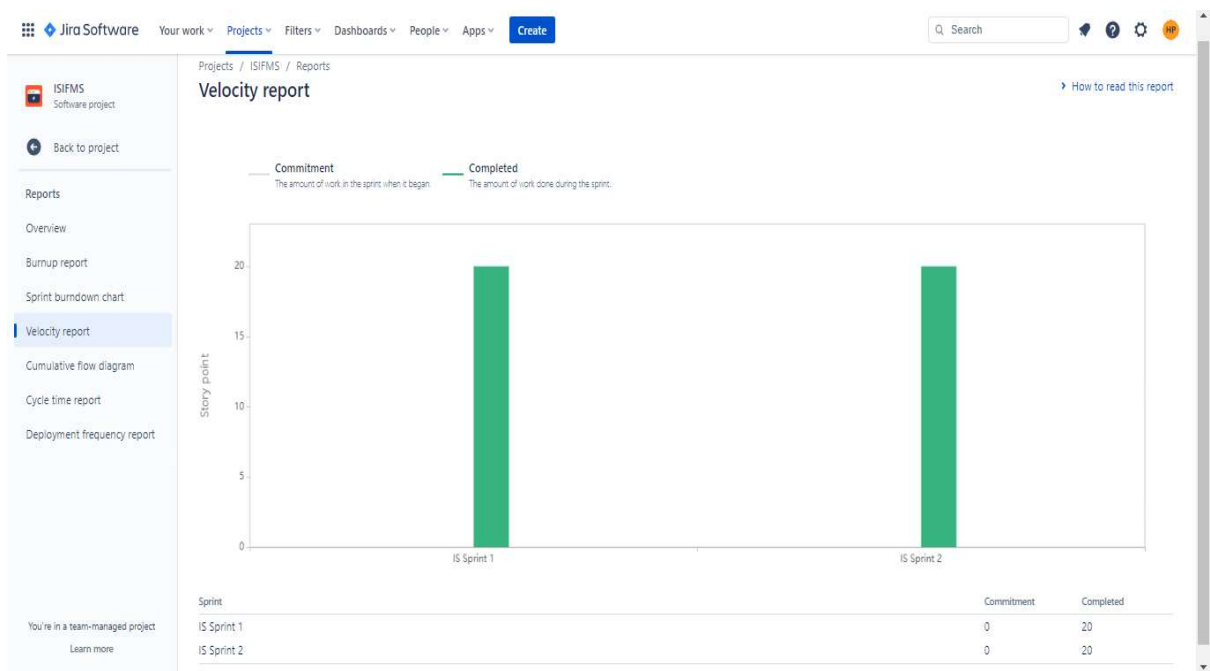 Jira Software Your work Projects Filters Dashboards People Apps Create Search HP
ISIFMS
Software project
Back to project
Reports
Overview
Burnup report
Sprint burndown chart
Velocity report
Cumulative flow diagram
Cycle time report
Deployment frequency report
You're in a team-managed project
Learn more
Projects / ISIFMS / Reports
Velocity report
How to read this report
Commitment
The amount of work in the sprint when it began.
Completed
The amount of work done during the sprint.
Story point
20
15
10
5
0
IS Sprint 1 IS Sprint 2
Sprint Commitment Completed
IS Sprint 1 0 20
IS Sprint 2 0 20